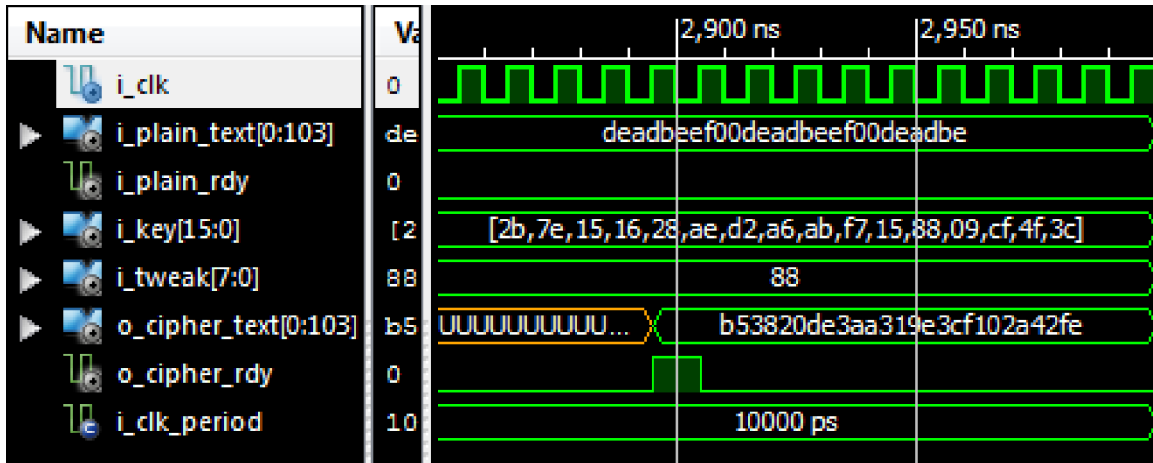 Name Va 2,900 ns 2,950 ns
i_clk 0
i_plain_text[0:103] de deadbeef00deadbeef00deadbe
i_plain_rdy 0
i_key[15:0] [2 [2b,7e,15,16,28,ae,d2,a6,ab,f7,15,88,09,cf,4f,3c]
i_tweak[7:0] 88 88
o_cipher_text[0:103] b5 UUUUUUUUUU... b53820de3aa319e3cf102a42fe
o_cipher_rdy 0
i_clk_period 10 10000 ps